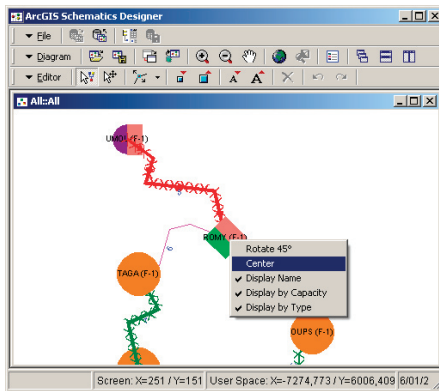 ArcGIS Schematics Designer
File
Diagram
Editor
All::All
UMOS (F-1)
ROMY (F-1)
6
TAGA (F-1)
OUPS (F-1)
Rotate 45°
Center
Display Name
Display by Capacity
Display by Type
Screen: X=251 / Y=151 User Space: X=-7274,773 / Y=6006,409 6/01/2